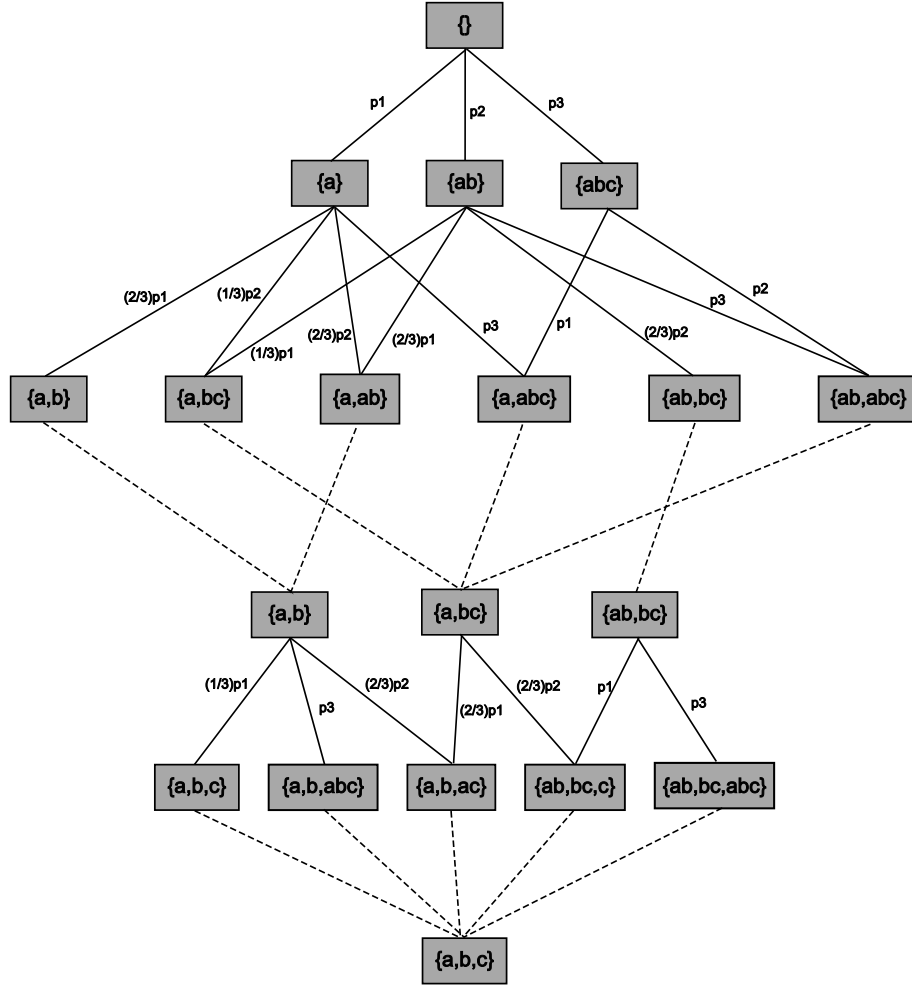 {}
p1
p2
p3
{a}
{ab}
{abc}
(2/3)p1
(1/3)p2
(1/3)p1
(2/3)p2
(2/3)p1
p3
p1
(2/3)p2
p3
p2
{a,b}
{a,bc}
{a,ab}
{a,abc}
{ab,bc}
{ab,abc}
{a,b}
{a,bc}
{ab,bc}
(1/3)p1
p3
(2/3)p2
(2/3)p1
(2/3)p2
p1
p3
{a,b,c}
{a,b,abc}
{a,b,ac}
{ab,bc,c}
{ab,bc,abc}
{a,b,c}